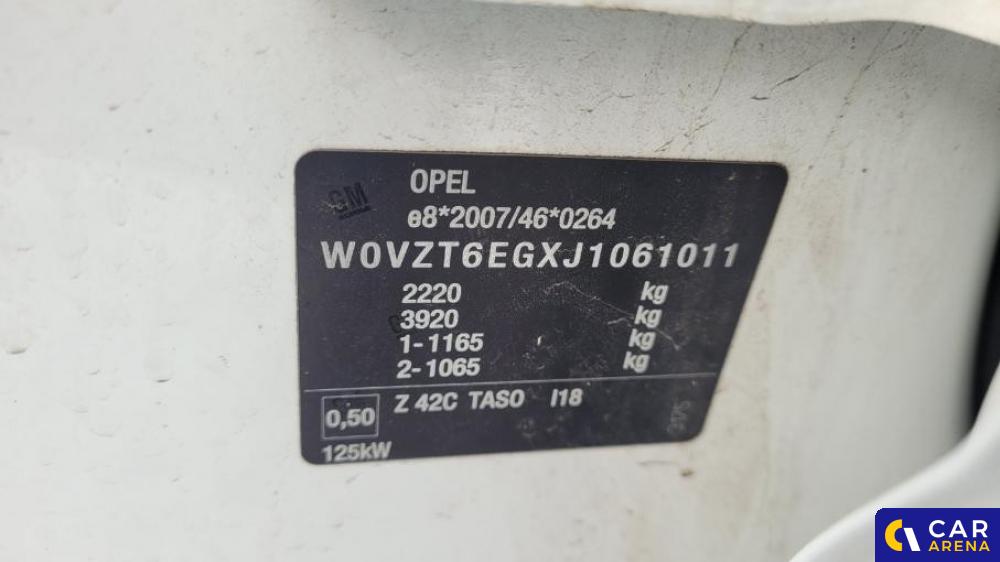 GM
OPEL
e8*2007/46*0264
W0VZT6EGXJ1061011
2220 kg
3920 kg
1-1165 kg
2-1065 kg
0,50
Z 42C TASO I18
125kW
CAR
ARENA